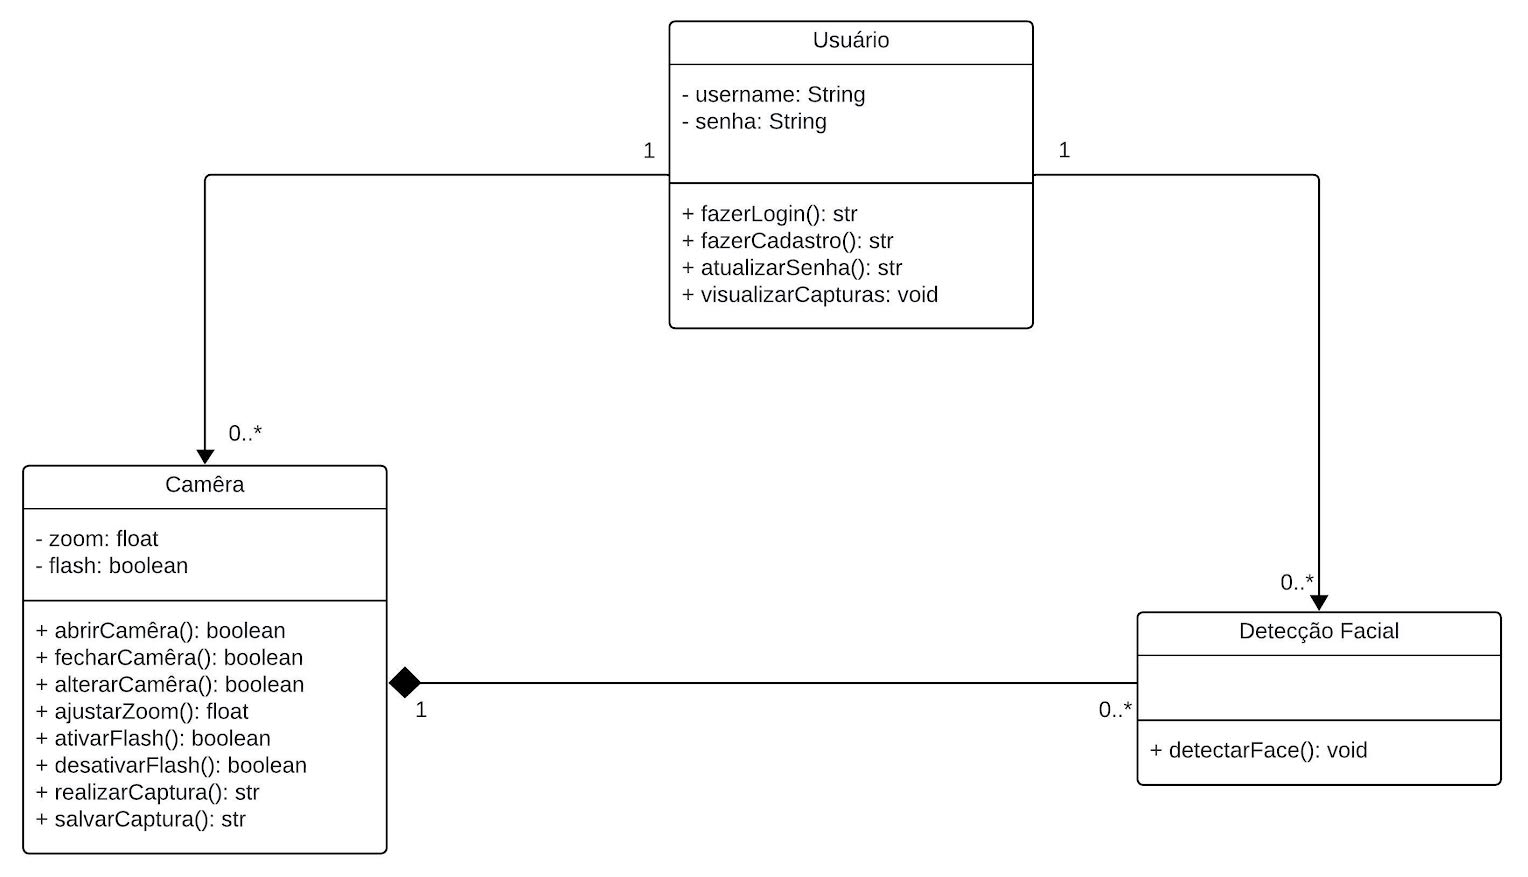 Usuário
- username: String
- senha: String
1
1
+ fazerLogin(): str
+ fazerCadastro(): str
+ atualizarSenha(): str
+ visualizarCapturas: void
0..*
Camêra
- zoom: float
- flash: boolean
+ abrirCamêra(): boolean
+ fecharCamêra(): boolean
+ alterarCamêra(): boolean
+ ajustarZoom(): float
+ ativarFlash(): boolean
+ desativarFlash(): boolean
+ realizarCaptura(): str
+ salvarCaptura(): str
1
0..*
0..*
Detecção Facial
+ detectarFace(): void